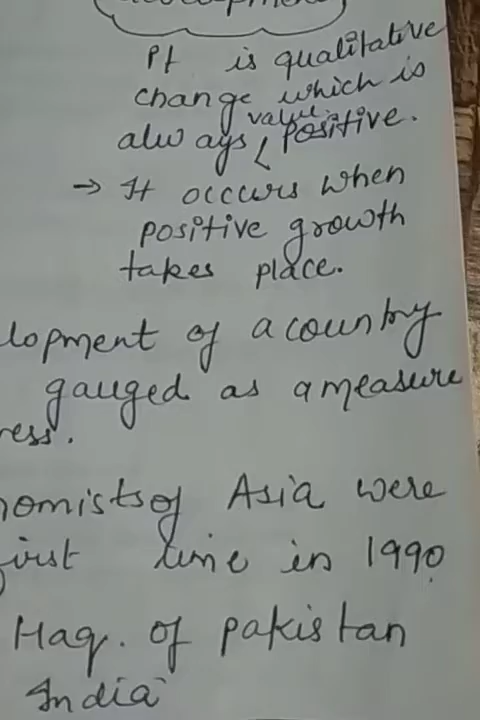 development
It is qualitative
change which is
always value positive.
→ It occurs when
positive growth
takes place.
lopment of a country
gauged as a measure
ress.
nomists of Asia were
first time in 1990
Haq. of pakistan
India